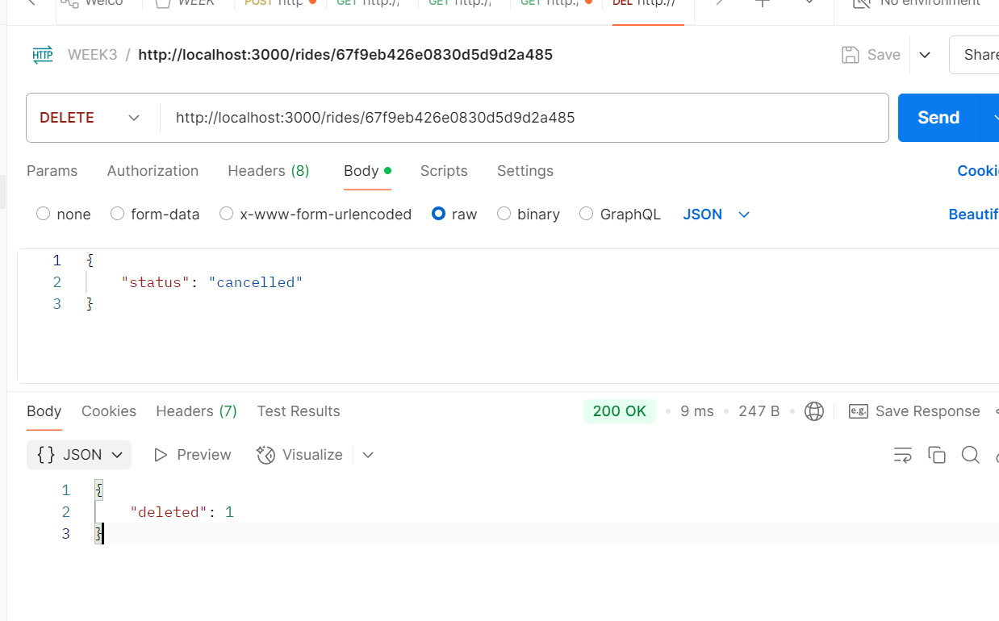 Welco WEEK POST http GET http:// GET http:// GET http:/ DEL http:// No environment
HTTP WEEK3 / http://localhost:3000/rides/67f9eb426e0830d5d9d2a485 Save Share
DELETE http://localhost:3000/rides/67f9eb426e0830d5d9d2a485 Send
Params Authorization Headers (8) Body Scripts Settings Cooki
none form-data x-www-form-urlencoded raw binary GraphQL JSON Beautif
1 {
2 "status": "cancelled"
3 }
Body Cookies Headers (7) Test Results 200 OK 9 ms 247 B e.g. Save Response
{} JSON Preview Visualize
1 {
2 "deleted": 1
3 }